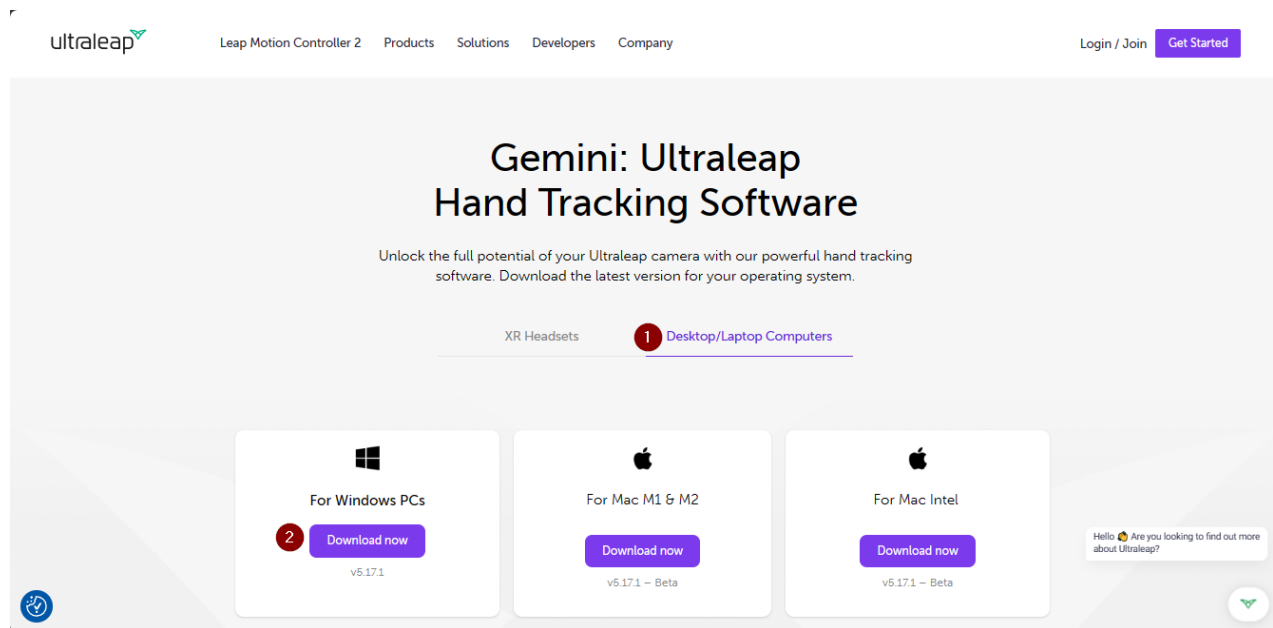 ultraleap
Leap Motion Controller 2 Products Solutions Developers Company
Login / Join Get Started
Gemini: Ultraleap
Hand Tracking Software
Unlock the full potential of your Ultraleap camera with our powerful hand tracking
software. Download the latest version for your operating system.
XR Headsets
1 Desktop/Laptop Computers
For Windows PCs
2 Download now
v5.17.1
For Mac M1 & M2
Download now
v5.17.1 – Beta
For Mac Intel
Download now
v5.17.1 – Beta
Hello 👋 Are you looking to find out more
about Ultraleap?